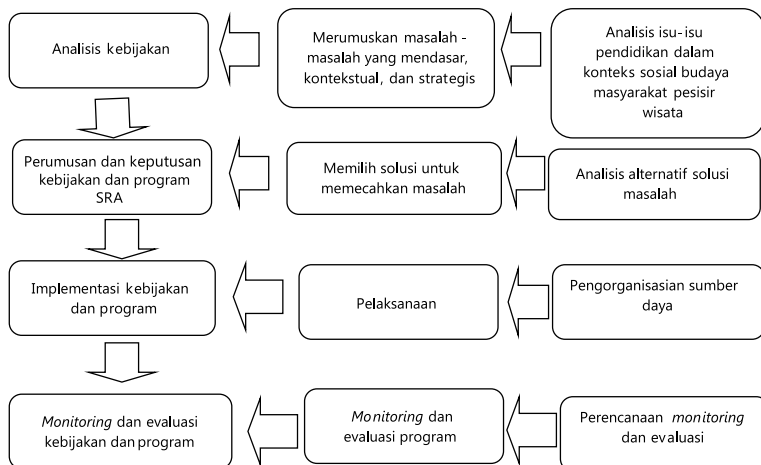 Analisis kebijakan
Merumuskan masalah -
masalah yang mendasar,
kontekstual, dan strategis
Analisis isu-isu
pendidikan dalam
konteks sosial budaya
masyarakat pesisir
wisata
Perumusan dan keputusan
kebijakan dan program
SRA
Memilih solusi untuk
memecahkan masalah
Analisis alternatif solusi
masalah
Implementasi kebijakan
dan program
Pelaksanaan
Pengorganisasian sumber
daya
Monitoring dan evaluasi
kebijakan dan program
Monitoring dan
evaluasi program
Perencanaan monitoring
dan evaluasi